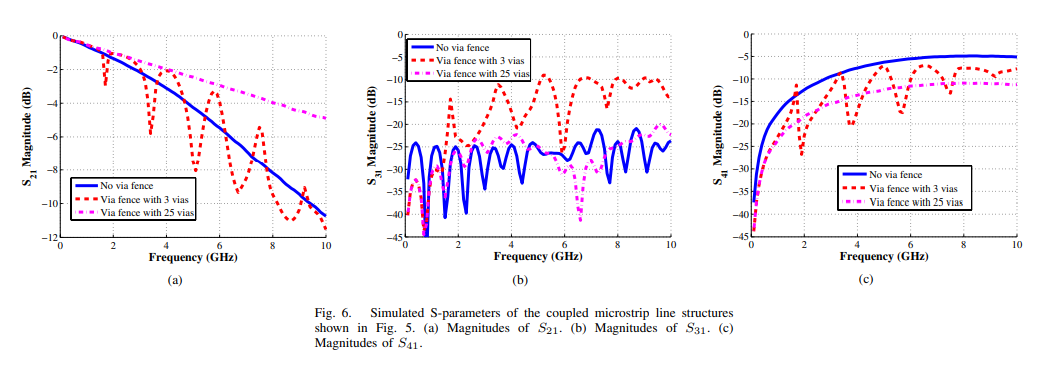 0
−2
−4
−6
−8
−10
−12
0
2
4
6
8
10
S21 Magnitude (dB)
Frequency (GHz)
No via fence
Via fence with 3 vias
Via fence with 25 vias
(a)
0
−5
−10
−15
−20
−25
−30
−35
−40
−45
0
2
4
6
8
10
S31 Magnitude (dB)
Frequency (GHz)
No via fence
Via fence with 3 vias
Via fence with 25 vias
(b)
0
−5
−10
−15
−20
−25
−30
−35
−40
−45
0
2
4
6
8
10
S41 Magnitude (dB)
Frequency (GHz)
No via fence
Via fence with 3 vias
Via fence with 25 vias
(c)
Fig. 6. Simulated S-parameters of the coupled microstrip line structures
shown in Fig. 5. (a) Magnitudes of S21. (b) Magnitudes of S31. (c)
Magnitudes of S41.